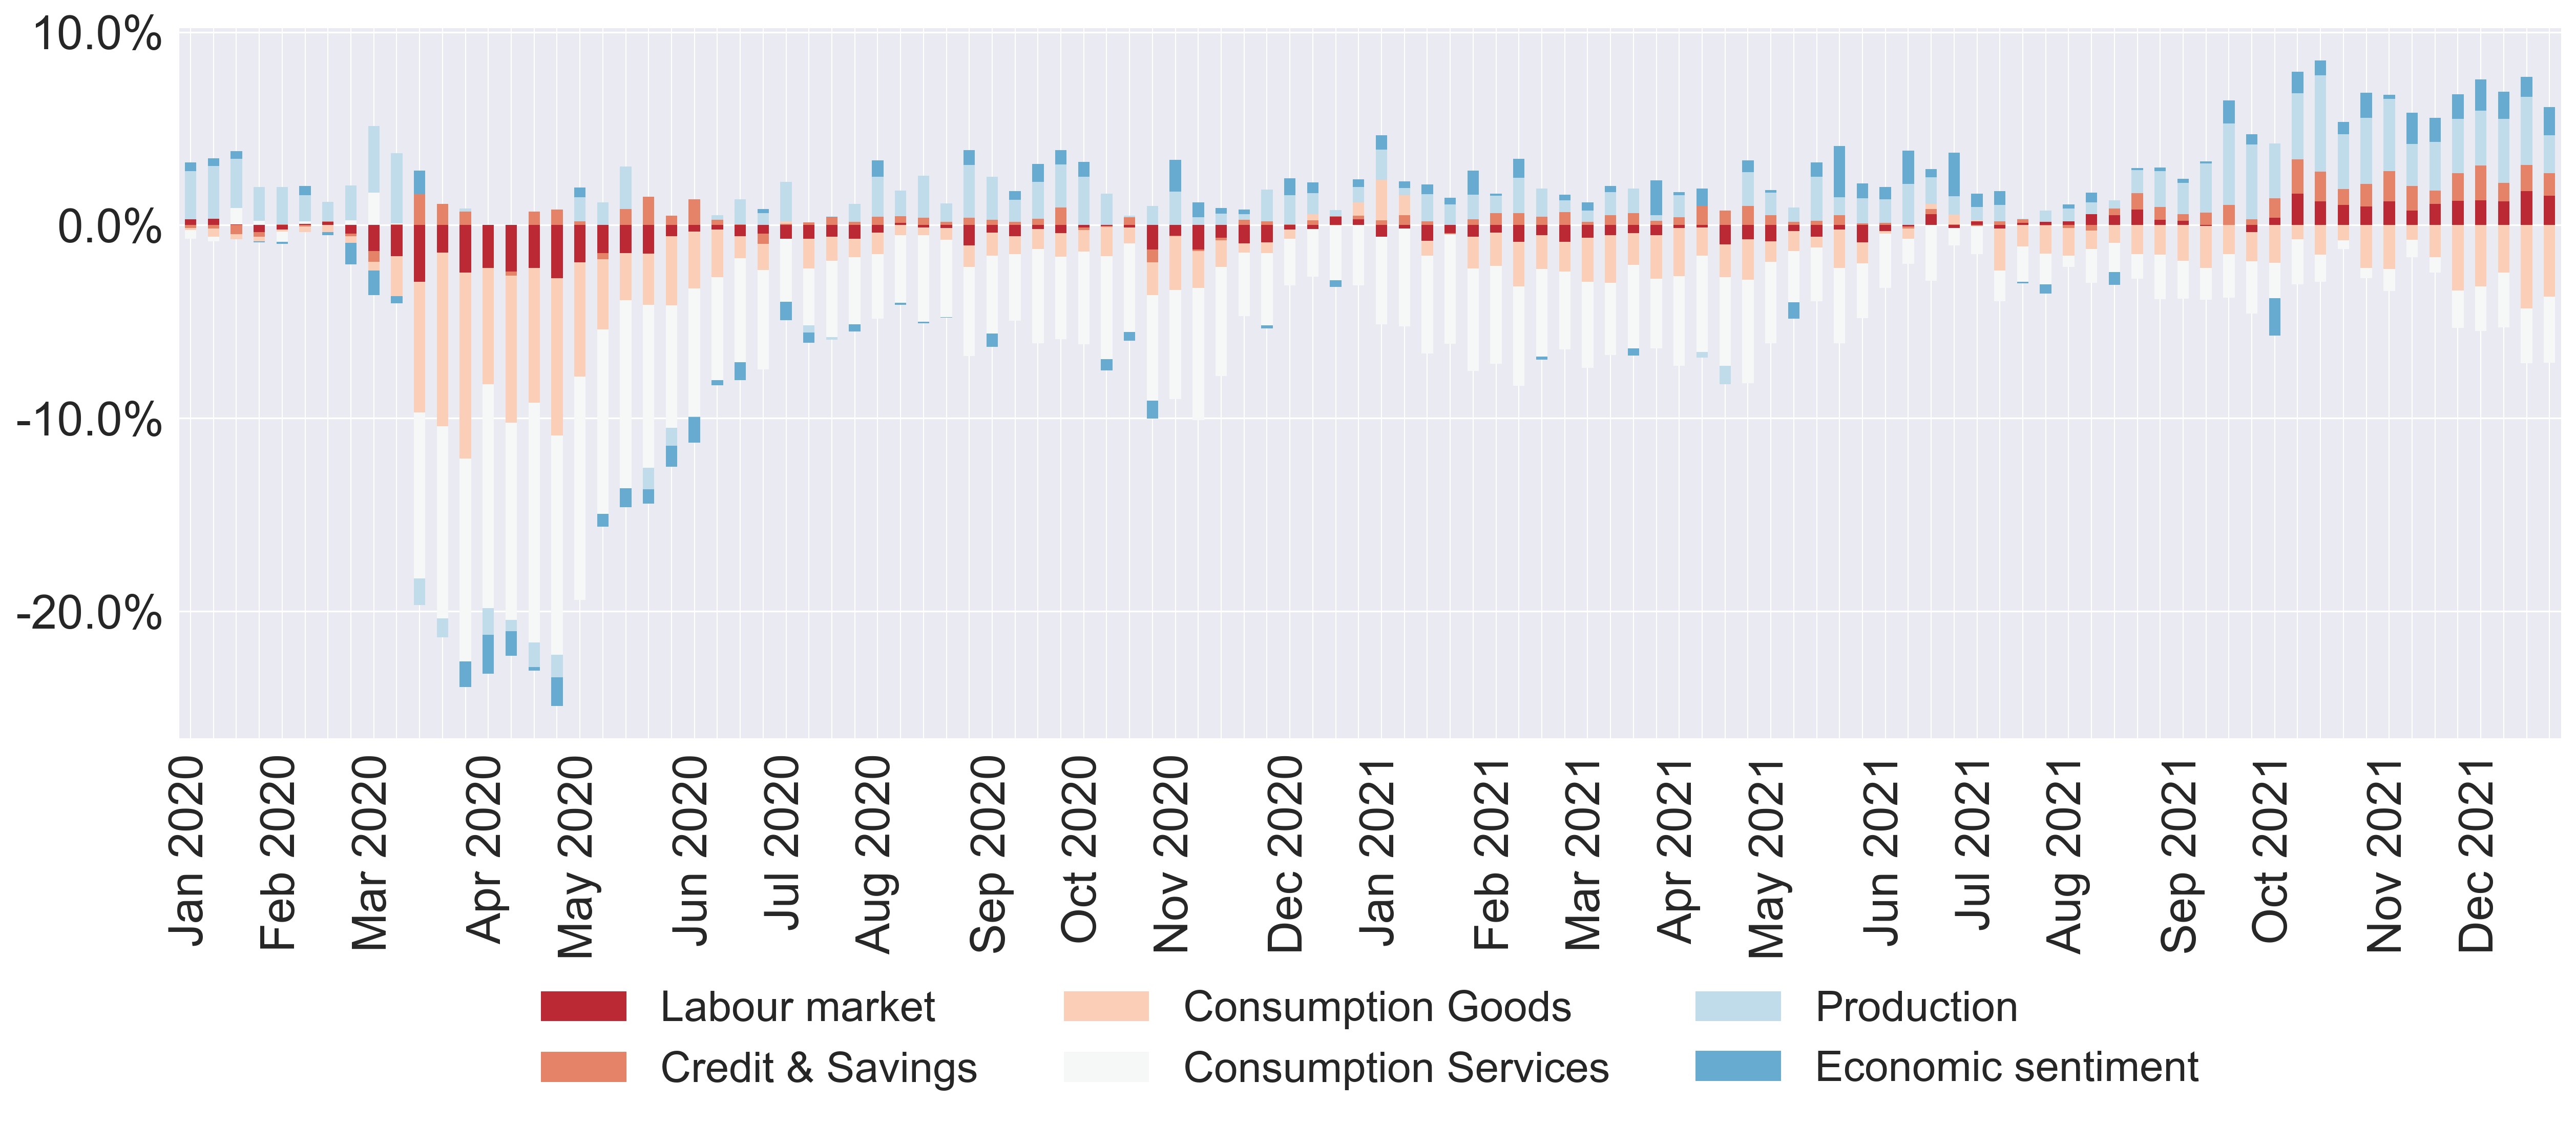 10.0%
0.0%
-10.0%
-20.0%
Jan 2020
Feb 2020
Mar 2020
Apr 2020
May 2020
Jun 2020
Jul 2020
Aug 2020
Sep 2020
Oct 2020
Nov 2020
Dec 2020
Jan 2021
Feb 2021
Mar 2021
Apr 2021
May 2021
Jun 2021
Jul 2021
Aug 2021
Sep 2021
Oct 2021
Nov 2021
Dec 2021
Labour market
Credit & Savings
Consumption Goods
Consumption Services
Production
Economic sentiment